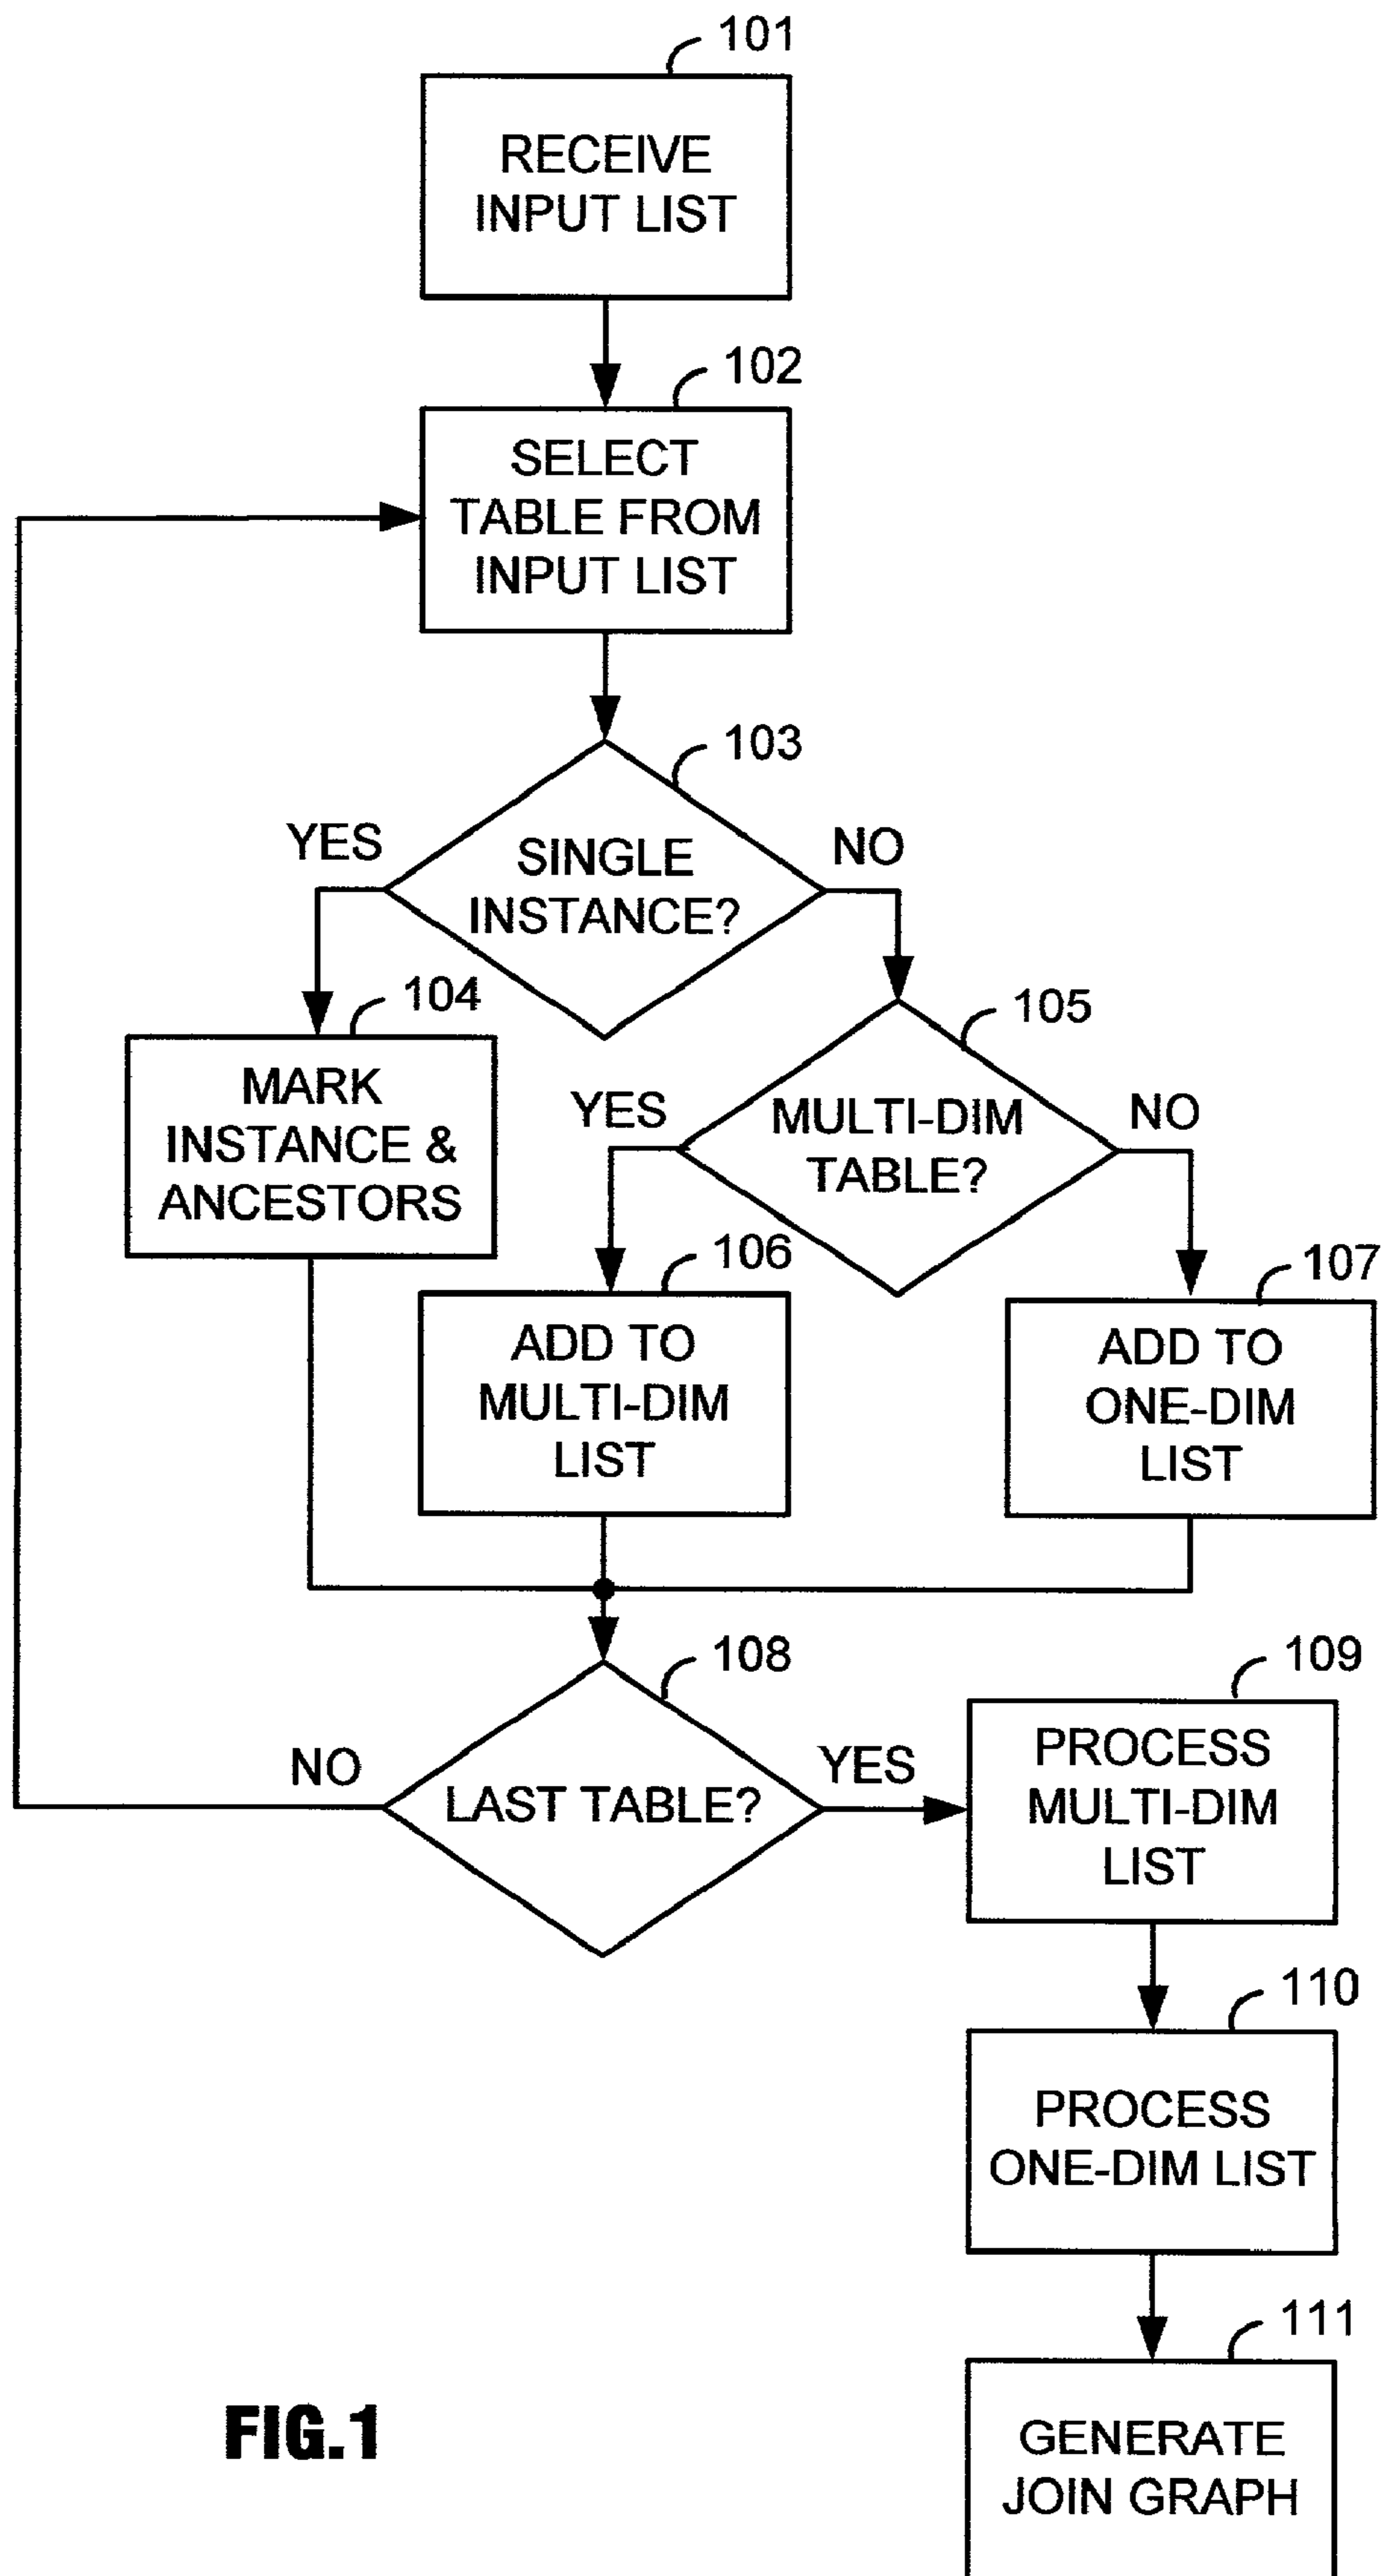 101
RECEIVE
INPUT LIST
102
SELECT
TABLE FROM
INPUT LIST
103
YES
SINGLE
INSTANCE?
NO
104
MARK
INSTANCE &
ANCESTORS
105
YES
MULTI-DIM
TABLE?
NO
106
ADD TO
MULTI-DIM
LIST
107
ADD TO
ONE-DIM
LIST
108
NO
LAST TABLE?
YES
109
PROCESS
MULTI-DIM
LIST
110
PROCESS
ONE-DIM LIST
111
GENERATE
JOIN GRAPH
FIG.1